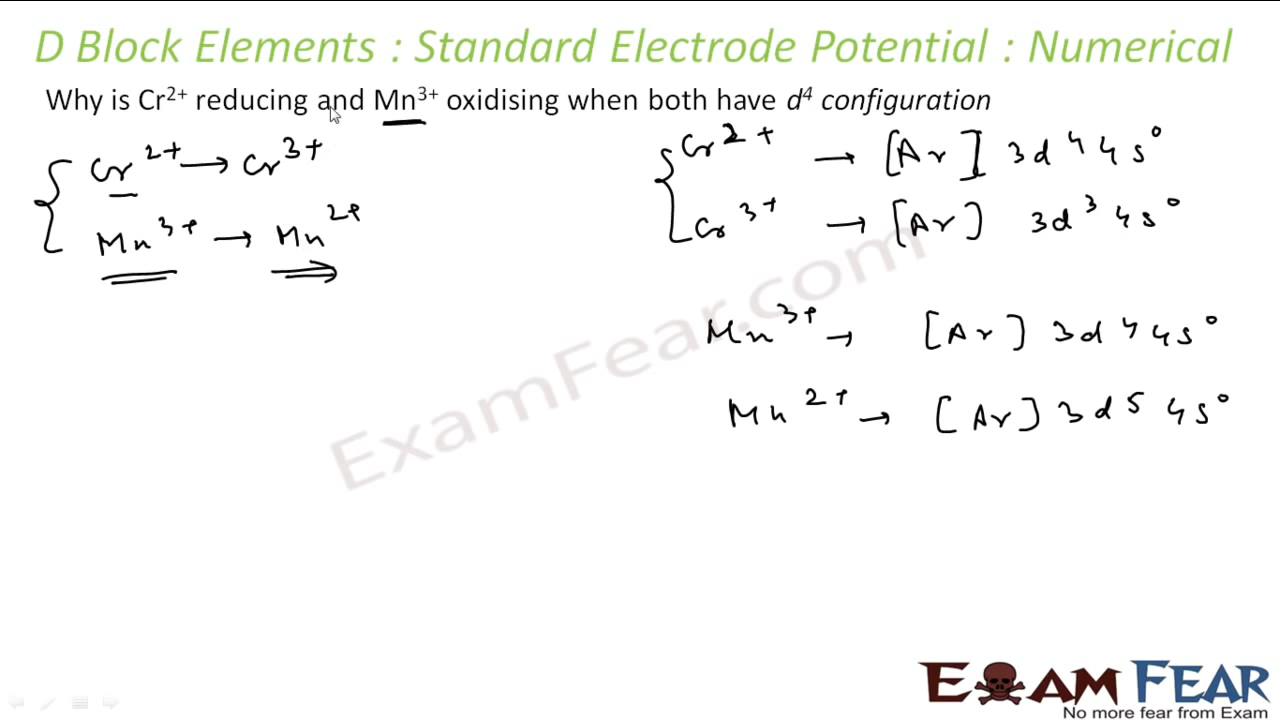 D Block Elements : Standard Electrode Potential : Numerical
Why is Cr²⁺ reducing and Mn³⁺ oxidising when both have d⁴ configuration
Cr²⁺ → Cr³⁺
Mn³⁺ → Mn²⁺
Cr²⁺ → [Ar] 3d⁴ 4s⁰
Cr³⁺ → [Ar] 3d³ 4s⁰
Mn³⁺ → [Ar] 3d⁴ 4s⁰
Mn²⁺ → [Ar] 3d⁵ 4s⁰
ExamFear.com
EXAM FEAR
No more fear from Exam